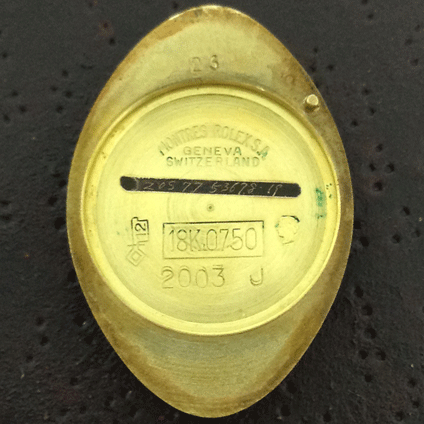 23
MONTRES ROLEX S.A
GENEVA
SWITZERLAND
18K.0750
2003 J